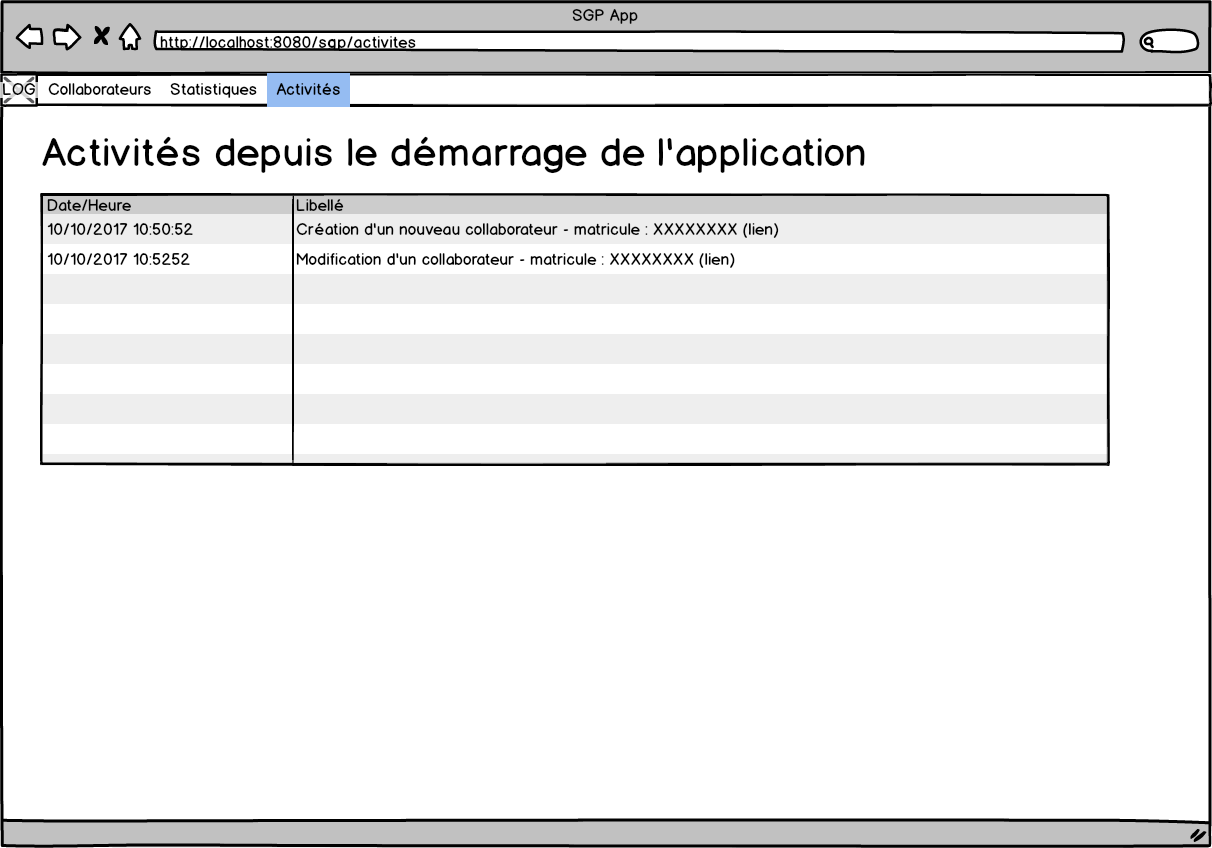 SGP App
http://localhost:8080/sgp/activites
LOG Collaborateurs Statistiques Activités
Activités depuis le démarrage de l'application
Date/Heure Libellé
10/10/2017 10:50:52 Création d'un nouveau collaborateur - matricule : XXXXXXXX (lien)
10/10/2017 10:5252 Modification d'un collaborateur - matricule : XXXXXXXX (lien)